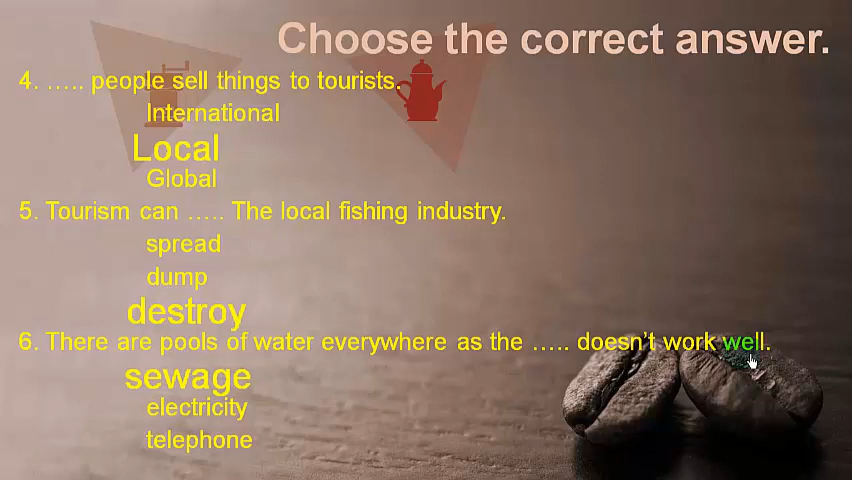 Choose the correct answer.
4. ….. people sell things to tourists.
International
Local
Global
5. Tourism can ….. The local fishing industry.
spread
dump
destroy
6. There are pools of water everywhere as the ….. doesn’t work well.
sewage
electricity
telephone